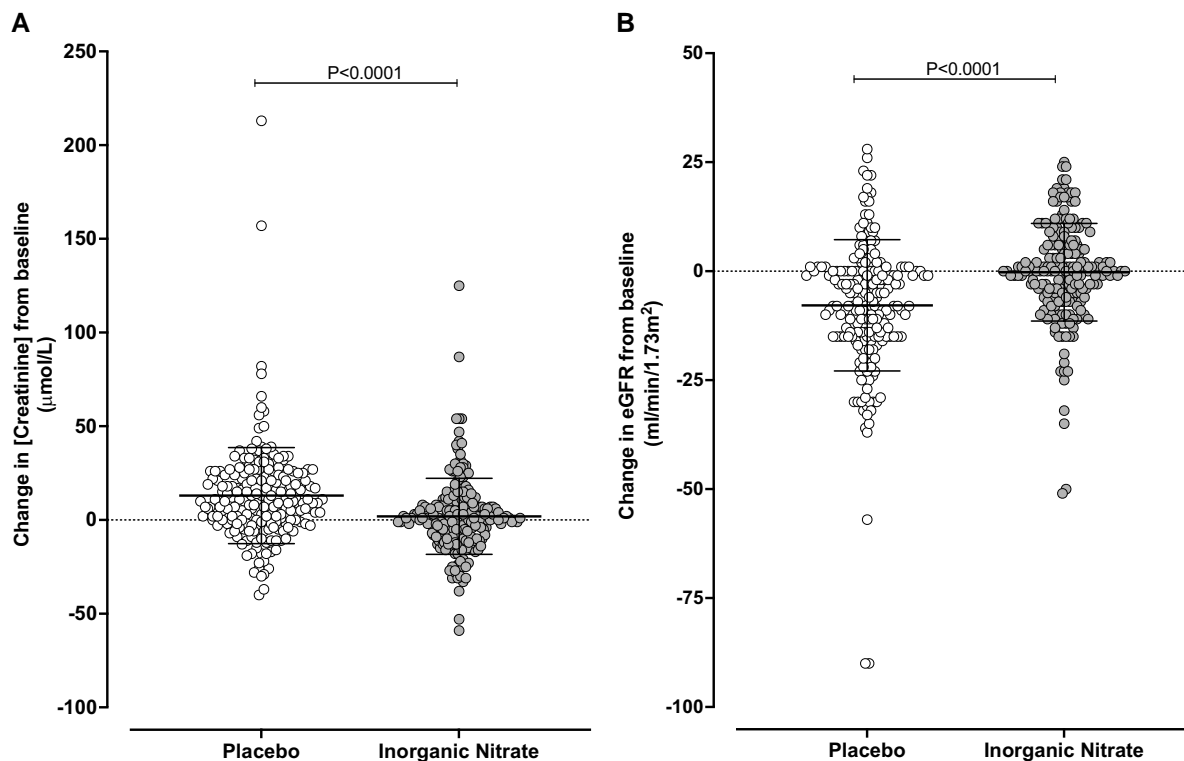 A
Change in [Creatinine] from baseline
(µmol/L)
250
200
150
100
50
0
-50
-100
P<0.0001
Placebo
Inorganic Nitrate
B
Change in eGFR from baseline
(ml/min/1.73m²)
50
25
0
-25
-50
-75
-100
P<0.0001
Placebo
Inorganic Nitrate